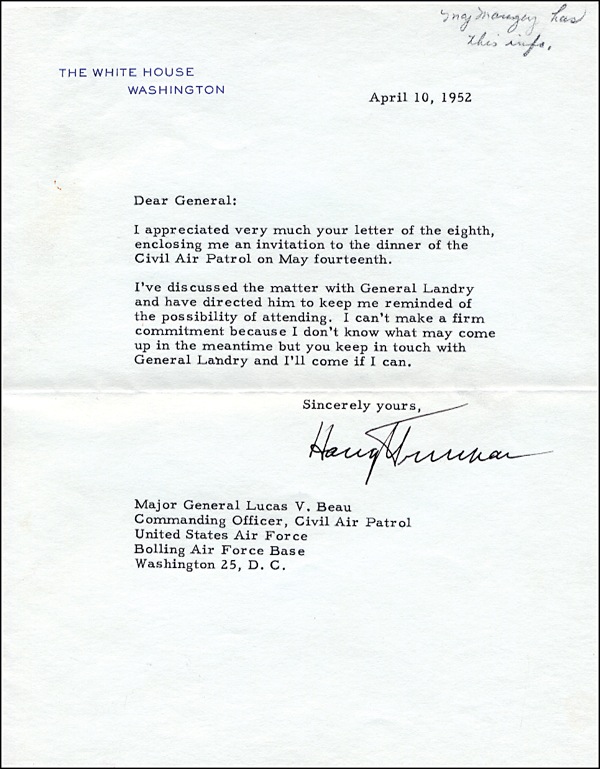 has
this info.
THE WHITE HOUSE
WASHINGTON
April 10, 1952
Dear General:
I appreciated very much your letter of the eighth,
enclosing me an invitation to the dinner of the
Civil Air Patrol on May fourteenth.
I've discussed the matter with General Landry
and have directed him to keep me reminded of
the possibility of attending. I can't make a firm
commitment because I don't know what may come
up in the meantime but you keep in touch with
General Landry and I'll come if I can.
Sincerely yours,
Harry Truman
Major General Lucas V. Beau
Commanding Officer, Civil Air Patrol
United States Air Force
Bolling Air Force Base
Washington 25, D. C.